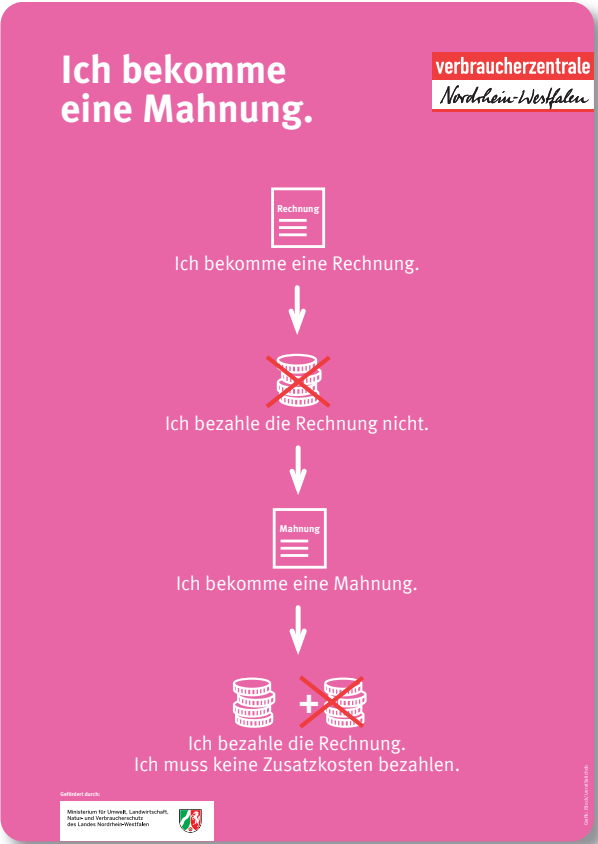 Ich bekomme
eine Mahnung.
verbraucherzentrale
Nordrhein-Westfalen
Rechnung
Ich bekomme eine Rechnung.
Ich bezahle die Rechnung nicht.
Mahnung
Ich bekomme eine Mahnung.
+
Ich bezahle die Rechnung.
Ich muss keine Zusatzkosten bezahlen.
Gefördert durch:
Ministerium für Umwelt, Landwirtschaft,
Natur- und Verbraucherschutz
des Landes Nordrhein-Westfalen